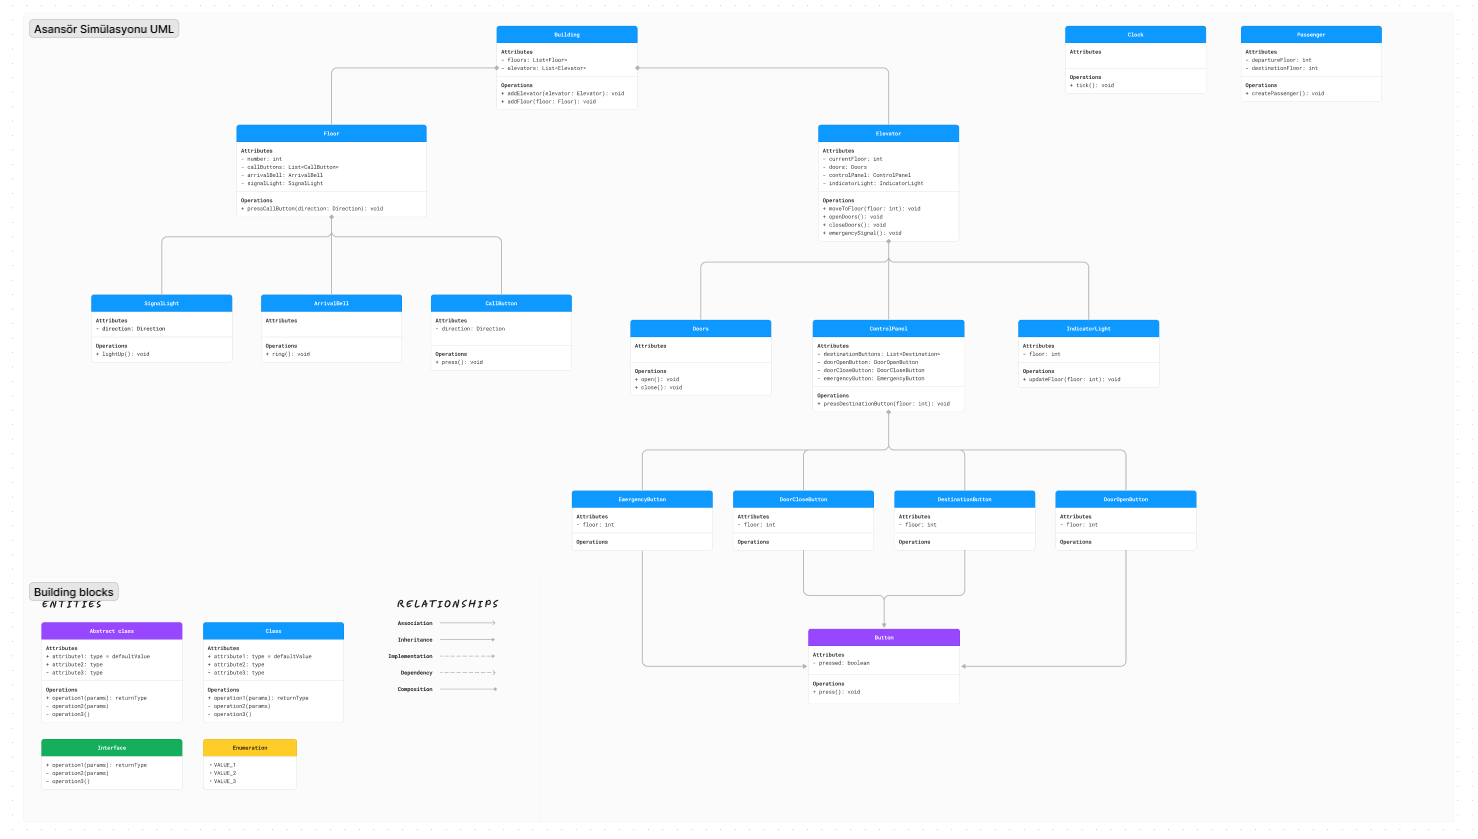 Asansör Simülasyonu UML
Building
Attributes
- floors: List<Floor>
- elevators: List<Elevator>
Operations
+ addElevator(elevator: Elevator): void
+ addFloor(floor: Floor): void
Clock
Attributes
Operations
+ tick(): void
Passenger
Attributes
- departureFloor: int
- destinationFloor: int
Operations
+ createPassenger(): void
Floor
Attributes
- number: int
- callButtons: List<CallButton>
- arrivalBell: ArrivalBell
- signalLight: SignalLight
Operations
+ pressCallButton(direction: Direction): void
Elevator
Attributes
- currentFloor: int
- doors: Doors
- controlPanel: ControlPanel
- indicatorLight: IndicatorLight
Operations
+ moveToFloor(floor: int): void
+ openDoors(): void
+ closeDoors(): void
+ emergencySignal(): void
SignalLight
Attributes
- direction: Direction
Operations
+ lightUp(): void
ArrivalBell
Attributes
Operations
+ ring(): void
CallButton
Attributes
- direction: Direction
Operations
+ press(): void
Doors
Attributes
Operations
+ open(): void
+ close(): void
ControlPanel
Attributes
- destinationButtons: List<Destination>
- doorOpenButton: DoorOpenButton
- doorCloseButton: DoorCloseButton
- emergencyButton: EmergencyButton
Operations
+ pressDestinationButton(floor: int): void
IndicatorLight
Attributes
- floor: int
Operations
+ updateFloor(floor: int): void
EmergencyButton
Attributes
- floor: int
Operations
DoorCloseButton
Attributes
- floor: int
Operations
DestinationButton
Attributes
- floor: int
Operations
DoorOpenButton
Attributes
- floor: int
Operations
Button
Attributes
- pressed: boolean
Operations
+ press(): void
Building blocks
ENTITIES
Abstract class
Attributes
+ attribute1: type = defaultValue
+ attribute2: type
- attribute3: type
Operations
+ operation1(params): returnType
- operation2(params)
- operation3()
Class
Attributes
+ attribute1: type = defaultValue
+ attribute2: type
- attribute3: type
Operations
+ operation1(params): returnType
- operation2(params)
- operation3()
Interface
+ operation1(params): returnType
- operation2(params)
- operation3()
Enumeration
· VALUE_1
· VALUE_2
· VALUE_3
RELATIONSHIPS
Association
Inheritance
Implementation
Dependency
Composition